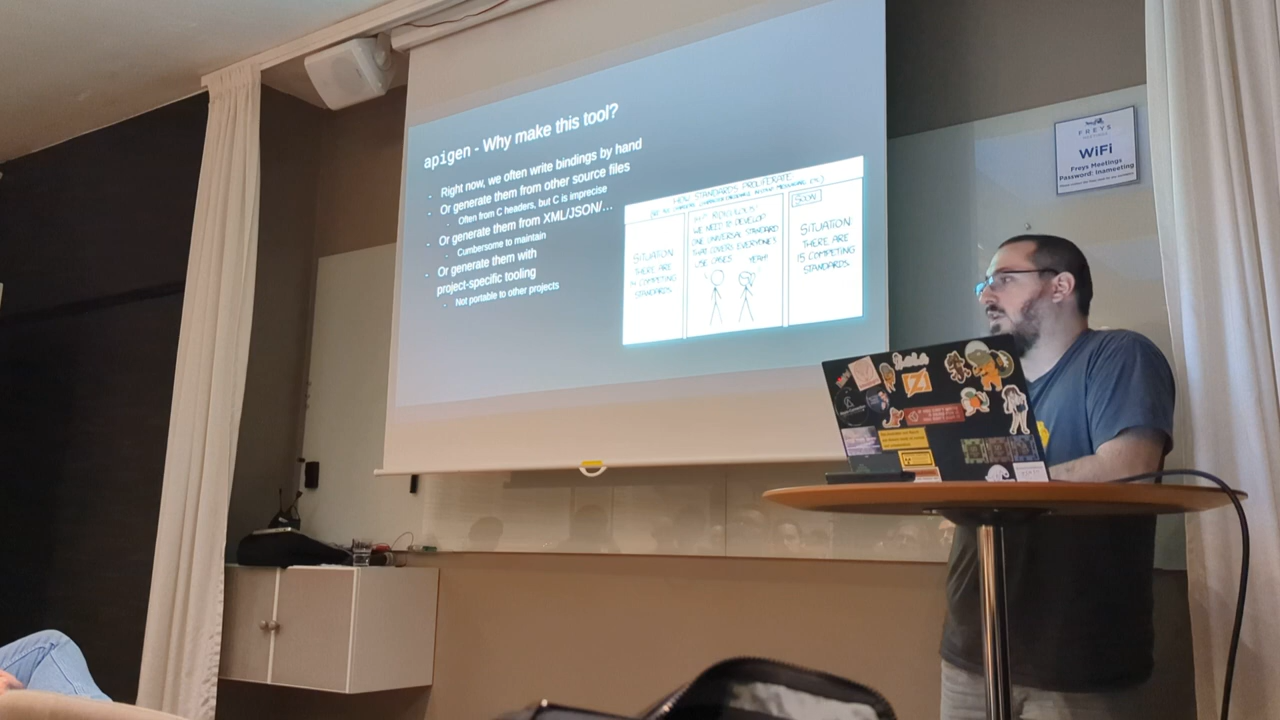 apigen - Why make this tool?
Right now, we often write bindings by hand
Or generate them from other source files
Often from C headers, but C is imprecise
Or generate them from XML/JSON/…
Cumbersome to maintain
Or generate them with
project-specific tooling
Not portable to other projects
HOW STANDARDS PROLIFERATE
SITUATION:
THERE ARE
14 COMPETING
STANDARDS.
14?! RIDICULOUS!
WE NEED TO DEVELOP
ONE UNIVERSAL STANDARD
THAT COVERS EVERYONE'S
USE CASES.
YEAH!
SOON:
SITUATION:
THERE ARE
15 COMPETING
STANDARDS.
FREYS
WiFi
Freys Meetings
Password: Inameeting